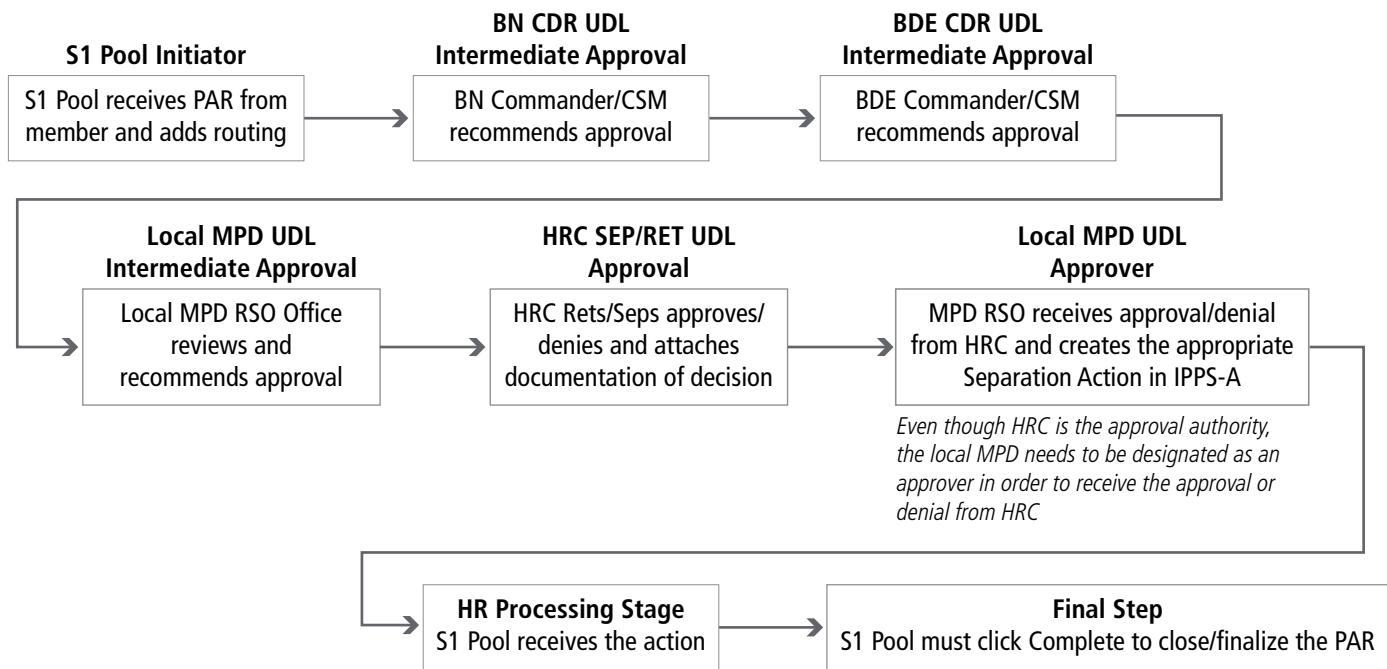 S1 Pool Initiator
S1 Pool receives PAR from
member and adds routing
BN CDR UDL
Intermediate Approval
BN Commander/CSM
recommends approval
BDE CDR UDL
Intermediate Approval
BDE Commander/CSM
recommends approval
Local MPD UDL
Intermediate Approval
Local MPD RSO Office
reviews and
recommends approval
HRC SEP/RET UDL
Approval
HRC Rets/Seps approves/
denies and attaches
documentation of decision
Local MPD UDL
Approver
MPD RSO receives approval/denial
from HRC and creates the appropriate
Separation Action in IPPS-A
Even though HRC is the approval authority,
the local MPD needs to be designated as an
approver in order to receive the approval or
denial from HRC
HR Processing Stage
S1 Pool receives the action
Final Step
S1 Pool must click Complete to close/finalize the PAR